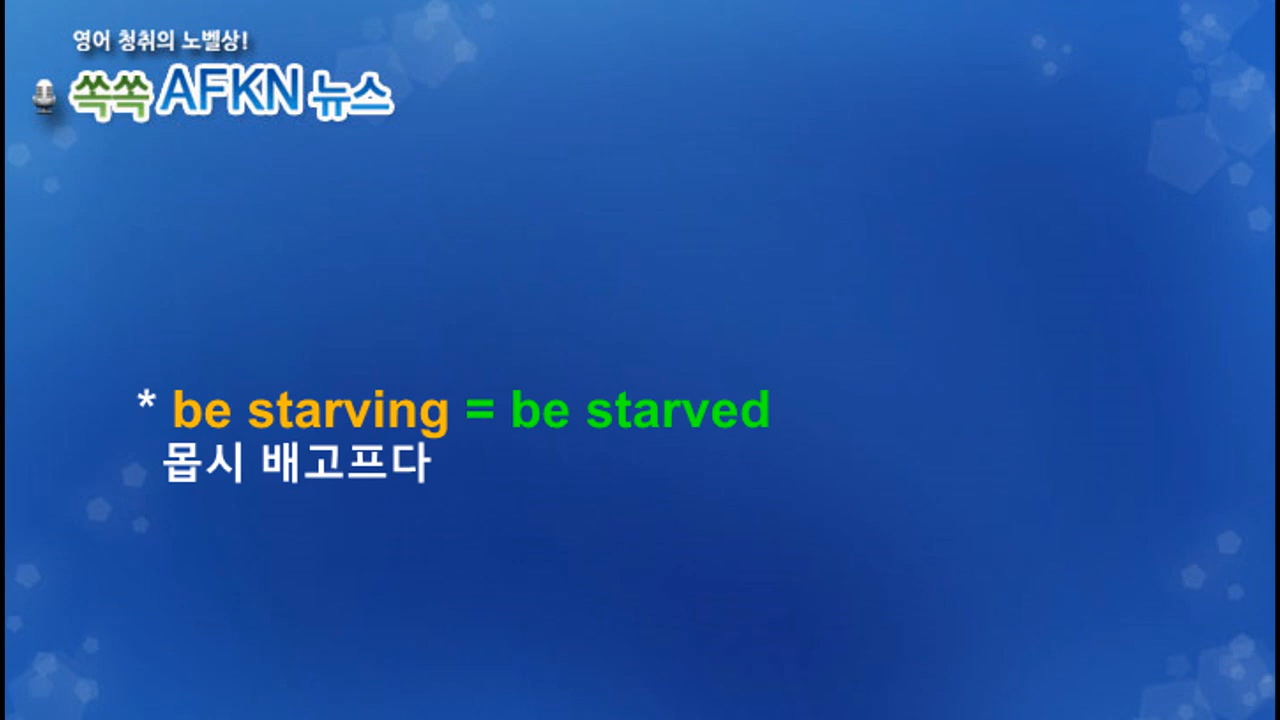 영어 청취의 노벨상!
쏙쏙 AFKN 뉴스
* be starving = be starved
몹시 배고프다